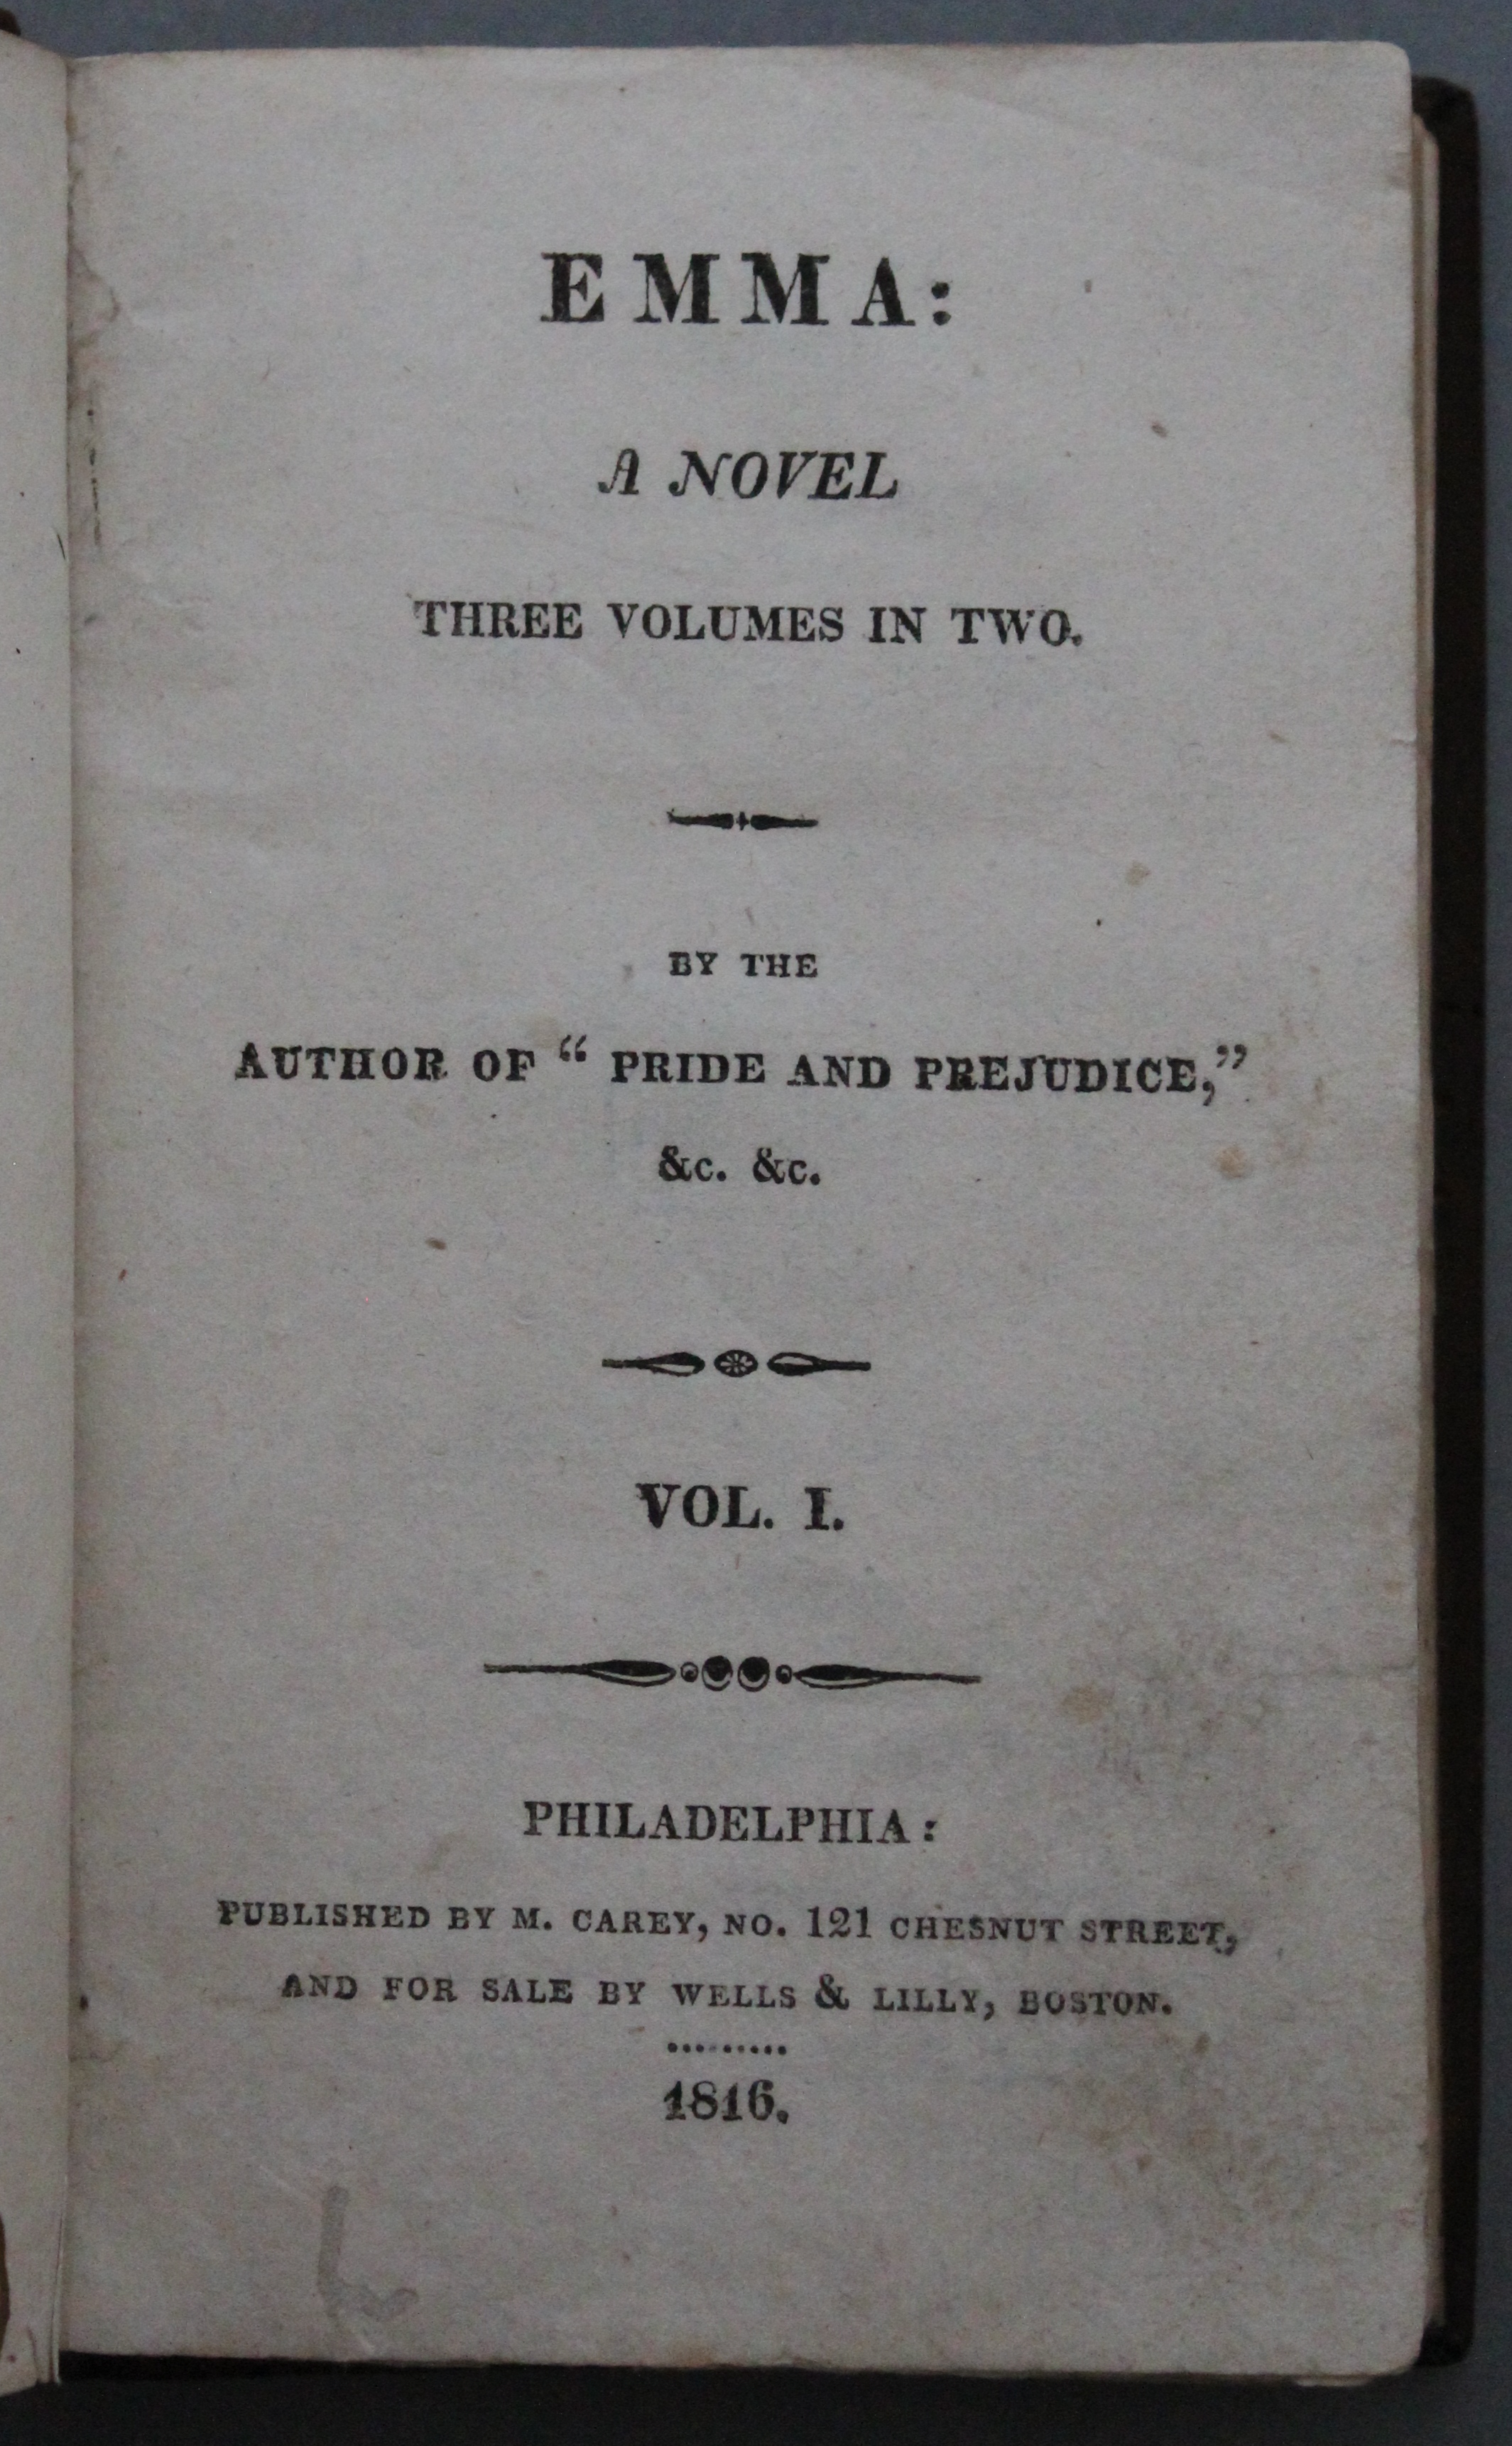 EMMA:
A NOVEL
THREE VOLUMES IN TWO.
BY THE
AUTHOR OF “ PRIDE AND PREJUDICE,”
&c. &c.
VOL. I.
PHILADELPHIA:
PUBLISHED BY M. CAREY, NO. 121 CHESNUT STREET,
AND FOR SALE BY WELLS & LILLY, BOSTON.
1816.